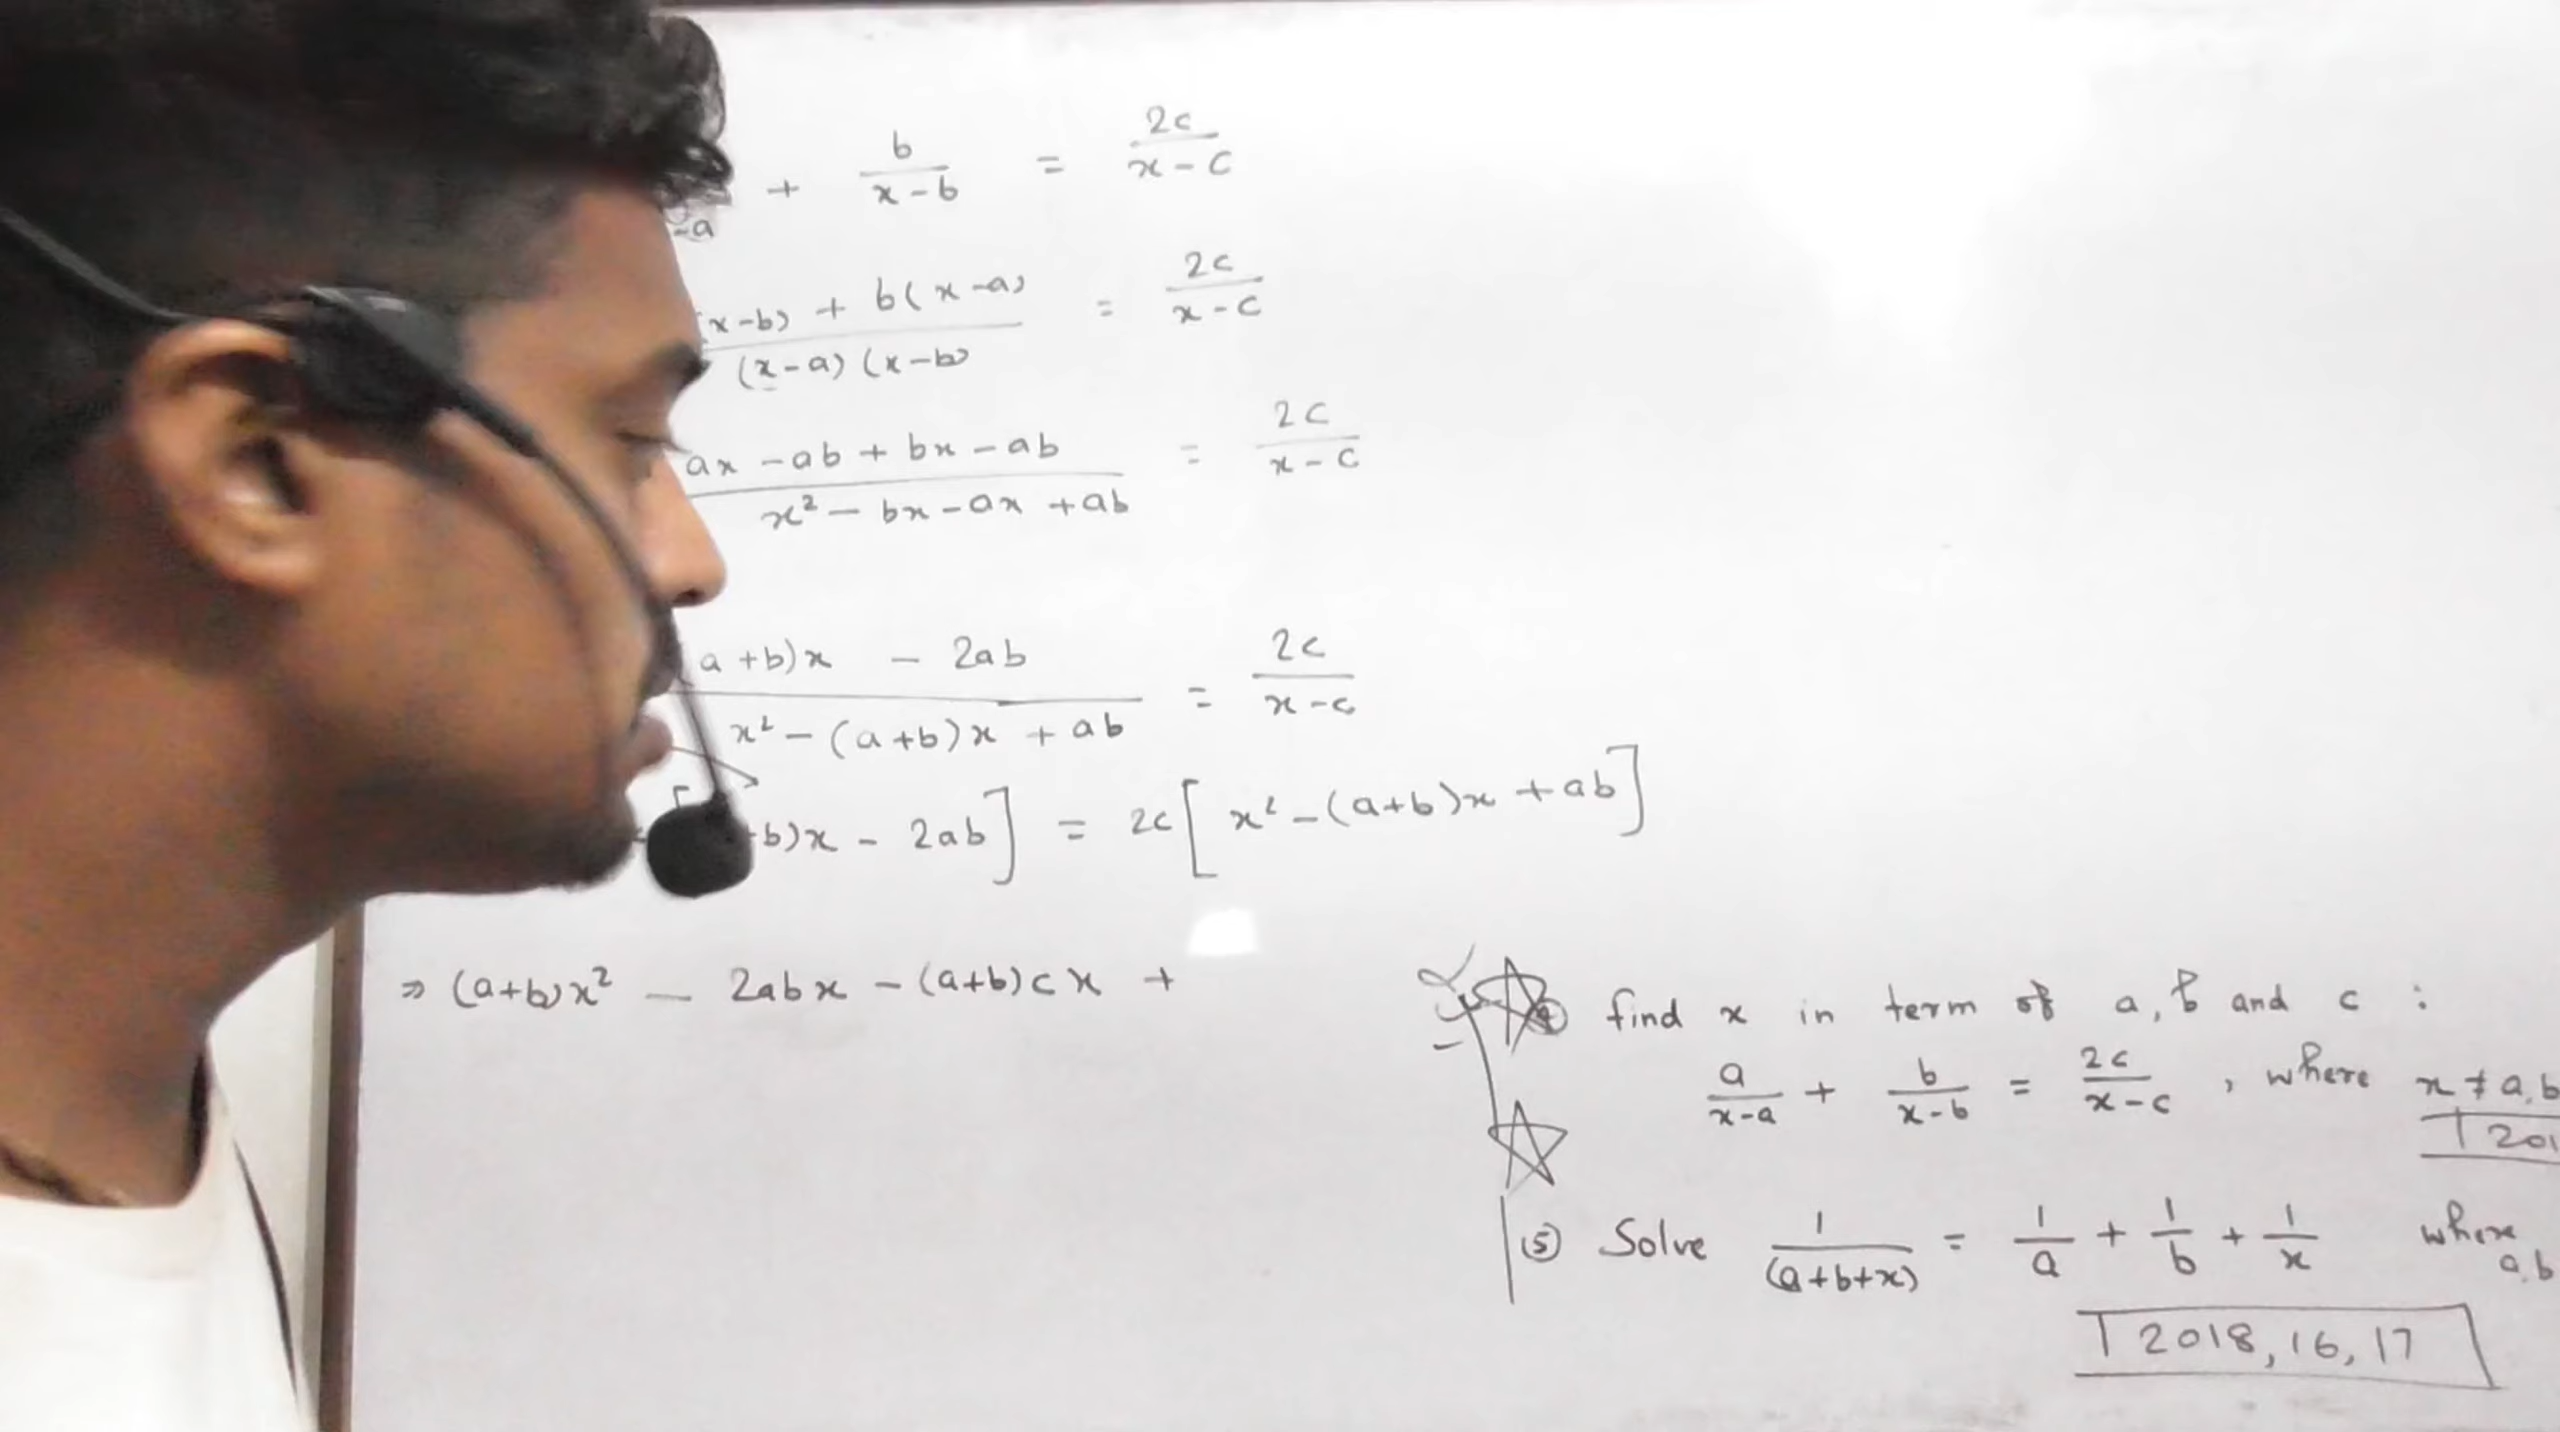 + b/(x-b) = 2c/(x-c)
-a
(x-b) + b(x-a) / (x-a)(x-b) = 2c/(x-c)
ax - ab + bx - ab / x² - bx - ax + ab = 2c/(x-c)
a+b)x - 2ab / x² - (a+b)x + ab = 2c/(x-c)
b)x - 2ab] = 2c[x² - (a+b)x + ab]
⇒ (a+b)x² - 2abx - (a+b)cx +
find x in term of a, b and c :
a/(x-a) + b/(x-b) = 2c/(x-c) , where x ≠ a, b
201
(5) Solve 1/(a+b+x) = 1/a + 1/b + 1/x where
a, b
2018, 16, 17